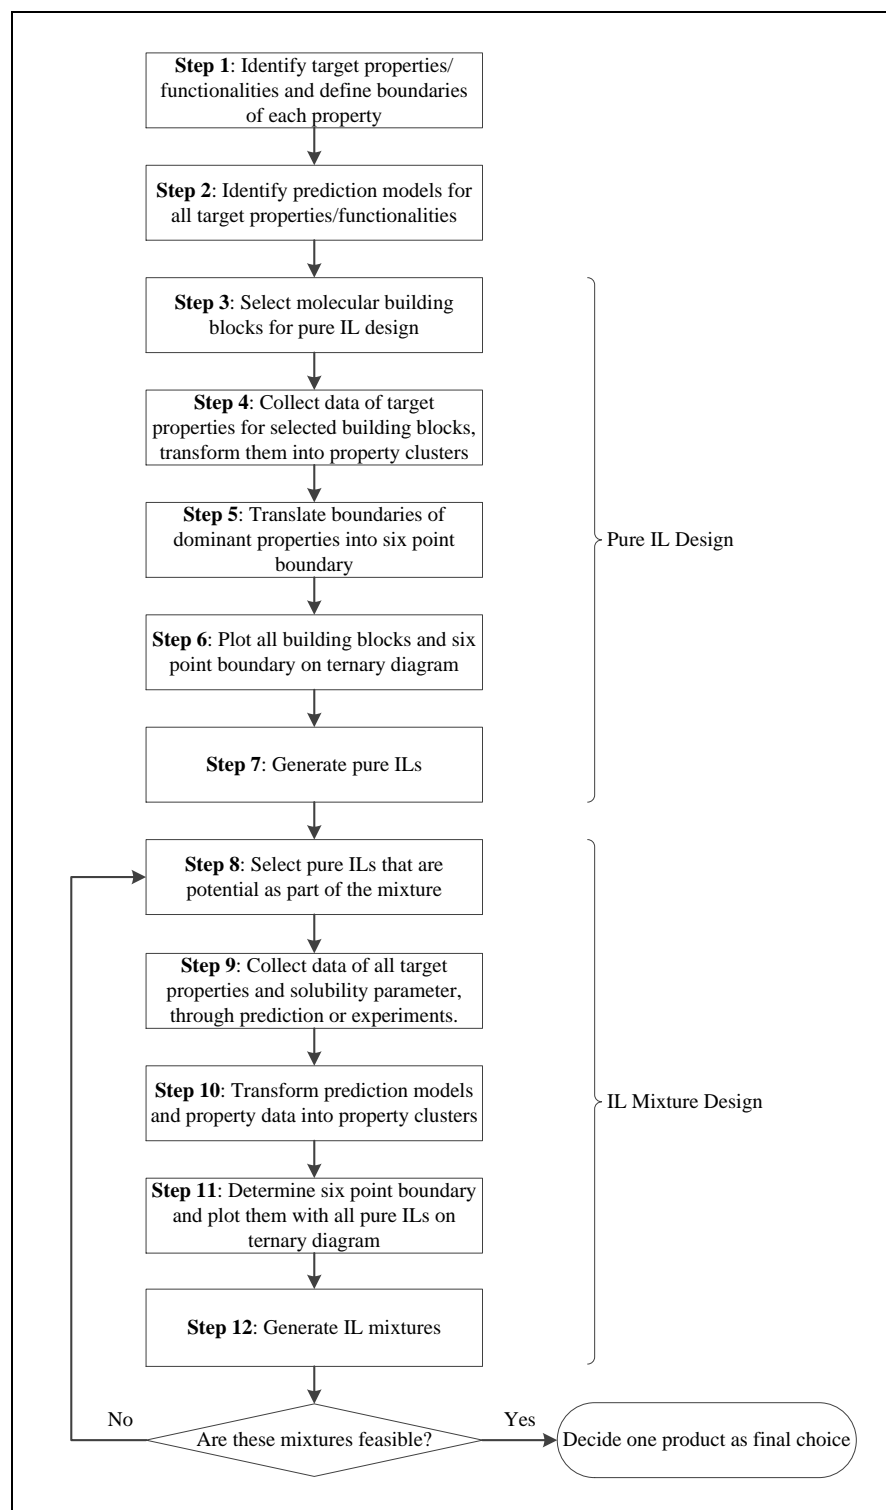 Step 1: Identify target properties/
functionalities and define boundaries
of each property
Step 2: Identify prediction models for
all target properties/functionalities
Step 3: Select molecular building
blocks for pure IL design
Step 4: Collect data of target
properties for selected building blocks,
transform them into property clusters
Step 5: Translate boundaries of
dominant properties into six point
boundary
Pure IL Design
Step 6: Plot all building blocks and six
point boundary on ternary diagram
Step 7: Generate pure ILs
Step 8: Select pure ILs that are
potential as part of the mixture
Step 9: Collect data of all target
properties and solubility parameter,
through prediction or experiments.
Step 10: Transform prediction models
and property data into property clusters
IL Mixture Design
Step 11: Determine six point boundary
and plot them with all pure ILs on
ternary diagram
Step 12: Generate IL mixtures
No
Are these mixtures feasible?
Yes
Decide one product as final choice